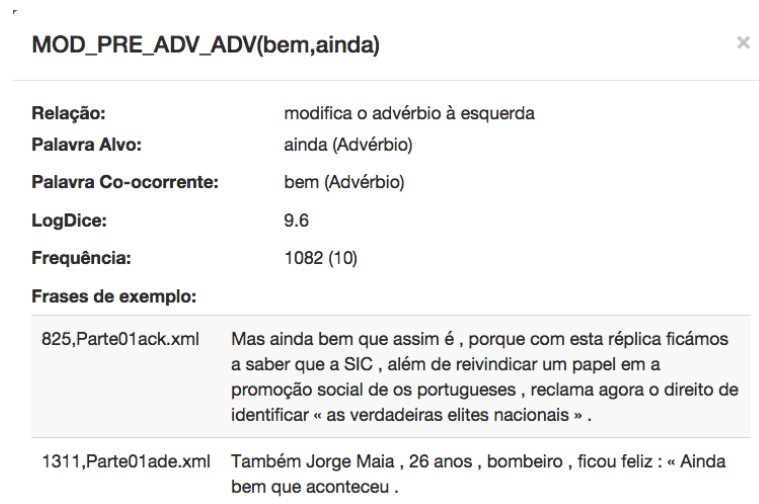 MOD_PRE_ADV_ADV(bem,ainda)
×
Relação: modifica o advérbio à esquerda
Palavra Alvo: ainda (Advérbio)
Palavra Co-ocorrente: bem (Advérbio)
LogDice: 9.6
Frequência: 1082 (10)
Frases de exemplo:
825,Parte01ack.xml Mas ainda bem que assim é , porque com esta réplica ficámos
a saber que a SIC , além de reivindicar um papel em a
promoção social de os portugueses , reclama agora o direito de
identificar « as verdadeiras elites nacionais » .
1311,Parte01ade.xml Também Jorge Maia , 26 anos , bombeiro , ficou feliz : « Ainda
bem que aconteceu .